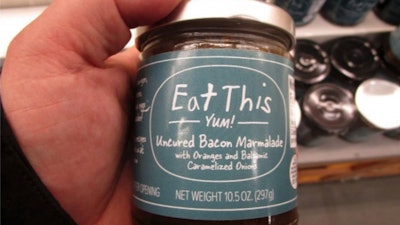 Eat This
YUM!
Uncured Bacon Marmalade
with Oranges and Balsamic
Caramelized Onions
OPENING
NET WEIGHT 10.5 OZ. (297g)